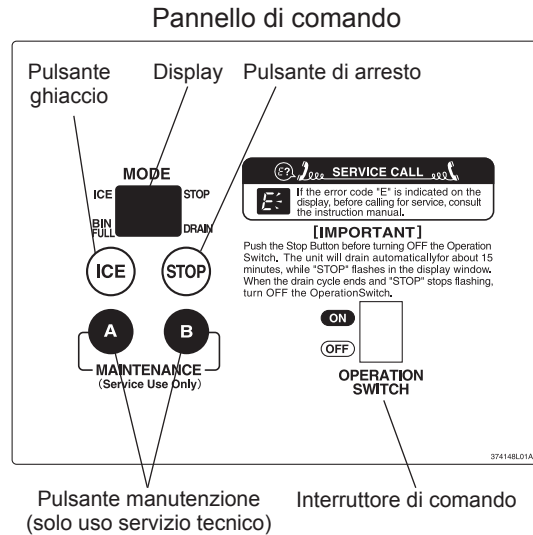 Pannello di comando
Pulsante
ghiaccio
Display
Pulsante di arresto
MODE
ICE
STOP
BIN
FULL
DRAIN
ICE
STOP
A
B
MAINTENANCE
(Service Use Only)
E?
SERVICE CALL
E
If the error code "E" is indicated on the
display, before calling for service, consult
the instruction manual.
[IMPORTANT]
Push the Stop Button before turning OFF the Operation
Switch. The unit will drain automaticallyfor about 15
minutes, while "STOP" flashes in the display window.
When the drain cycle ends and "STOP" stops flashing,
turn OFF the OperationSwitch.
ON
OFF
OPERATION
SWITCH
374148L01A
Pulsante manutenzione
(solo uso servizio tecnico)
Interruttore di comando